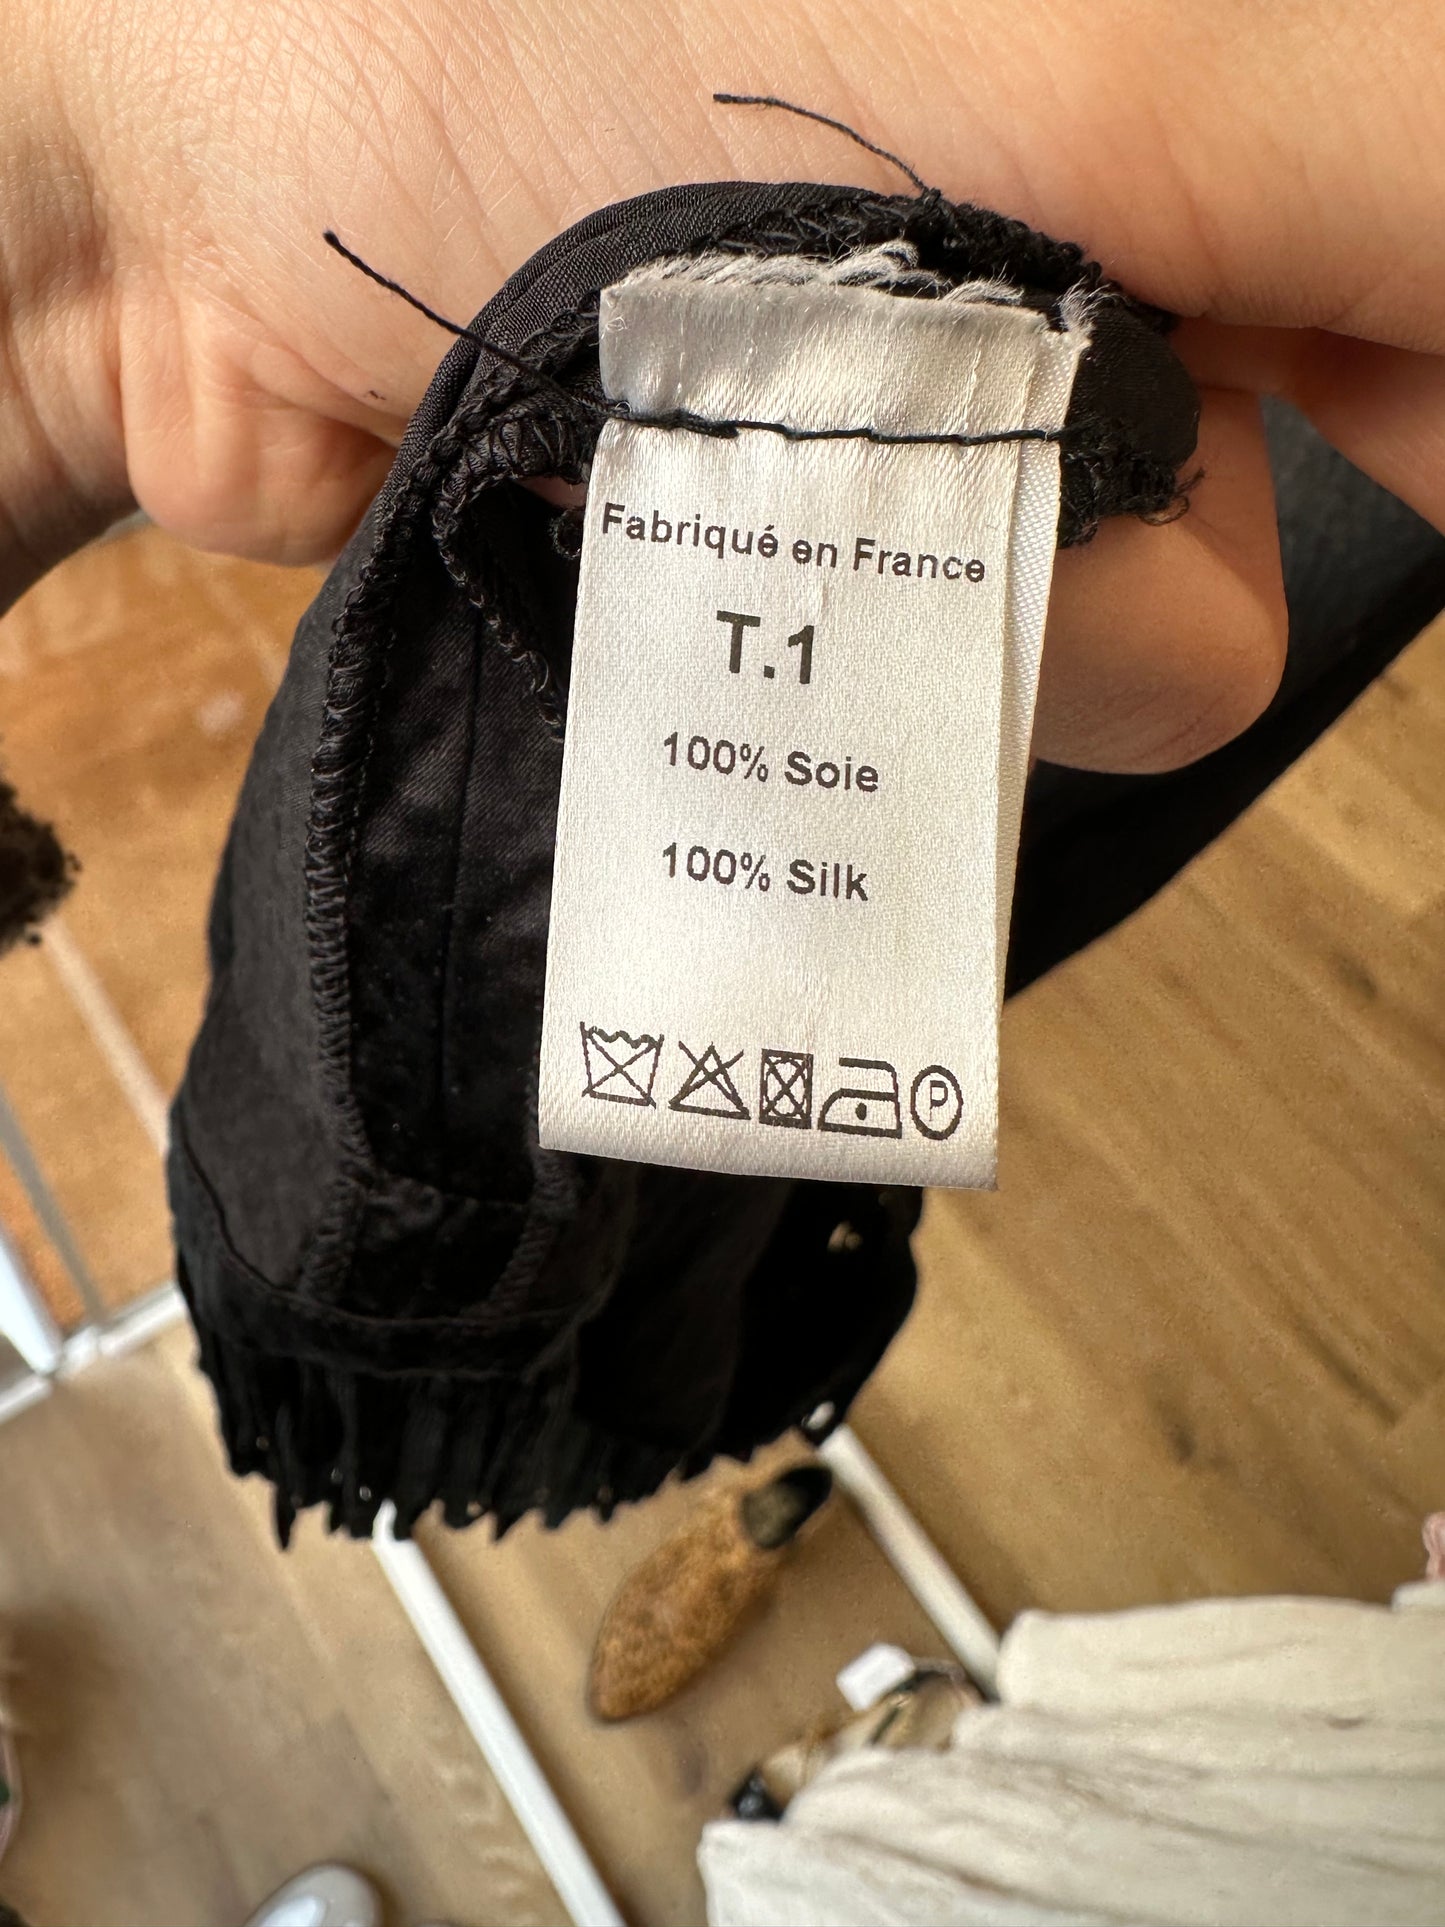 Fabriqué en France
T.1
100% Soie
100% Silk
P